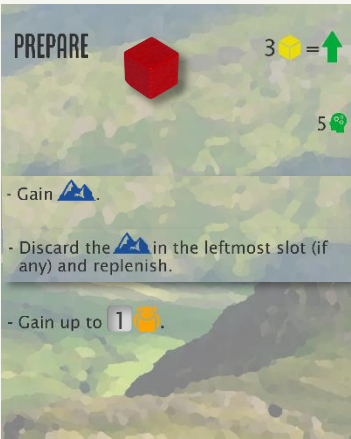 PREPARE
3 =
5
- Gain .
- Discard the in the leftmost slot (if
any) and replenish.
- Gain up to 1 .